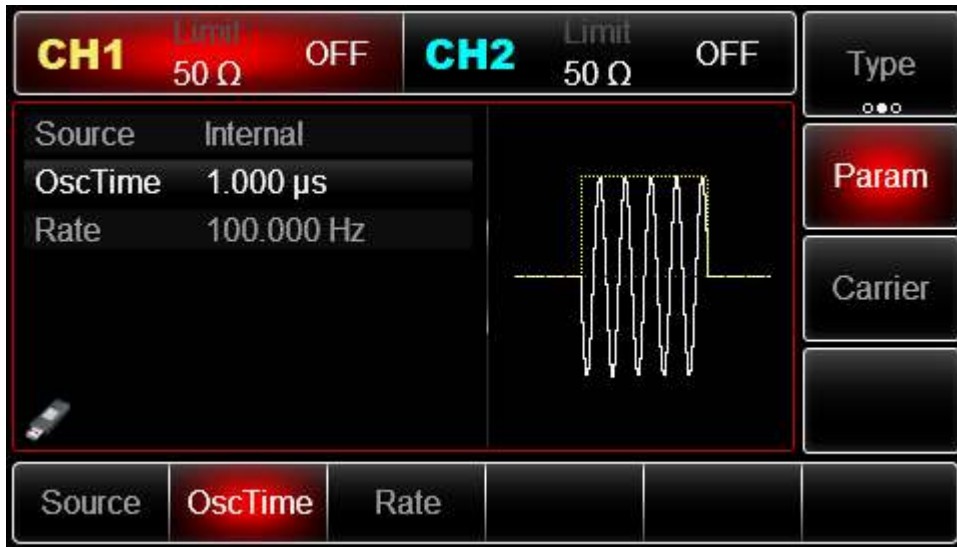 CH1 Limit OFF
50 Ω
CH2 Limit OFF
50 Ω
Type
Source Internal
OscTime 1.000 µs
Rate 100.000 Hz
Param
Carrier
Source OscTime Rate